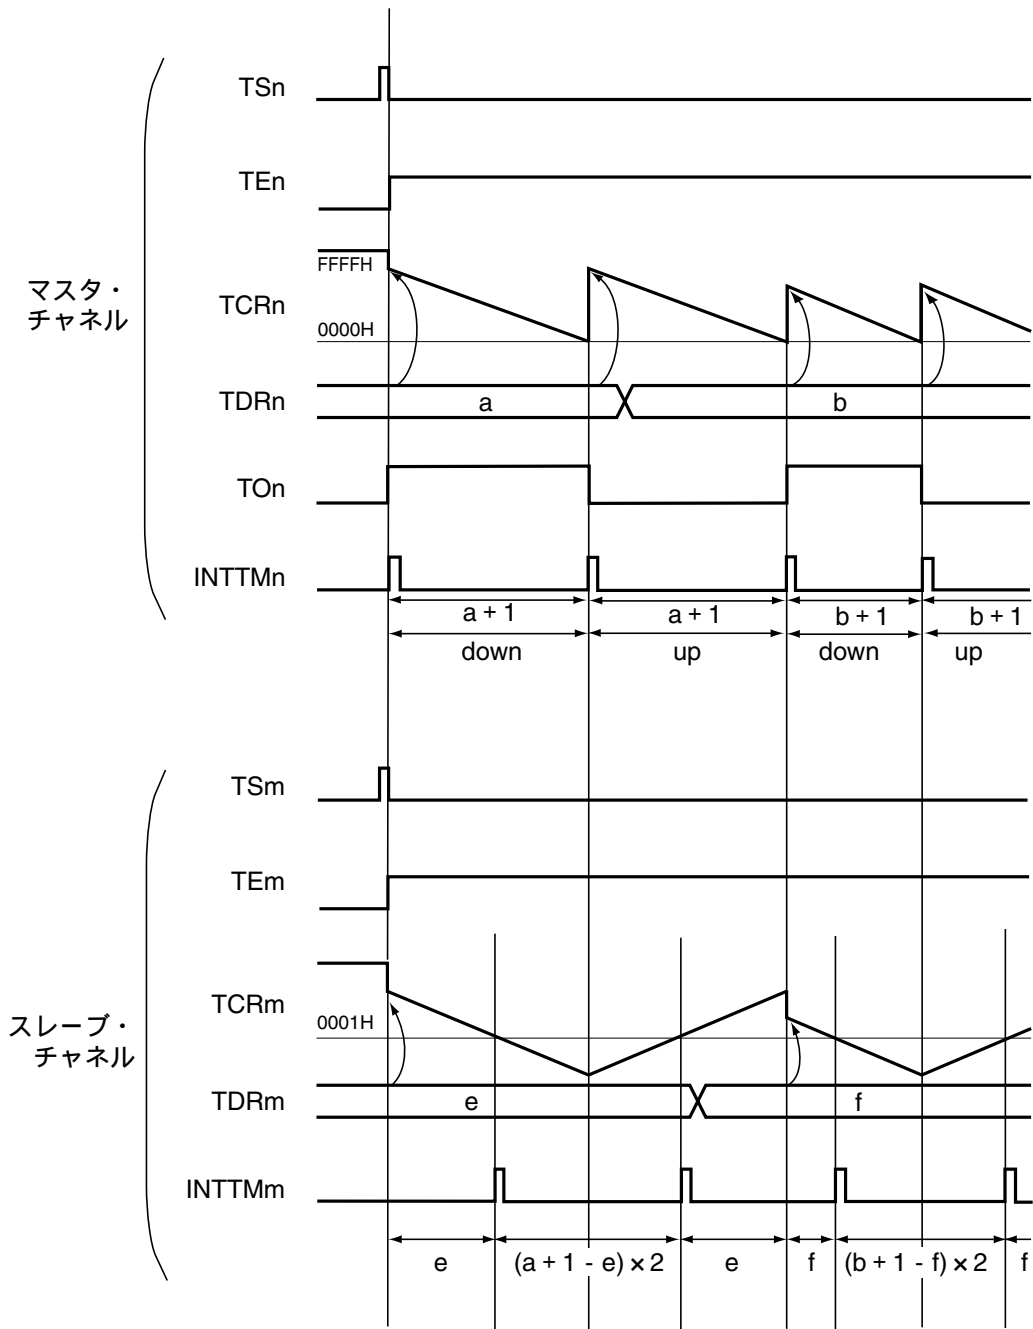 TSn
TEn
マスタ・
チャネル
TCRn
FFFFH
0000H
TDRn
a
b
TOn
INTTMn
a + 1
a + 1
b + 1
b + 1
down
up
down
up
TSm
TEm
スレーブ・
チャネル
TCRm
0001H
TDRm
e
f
INTTMm
e
(a + 1 - e) × 2
e
f
(b + 1 - f) × 2
f